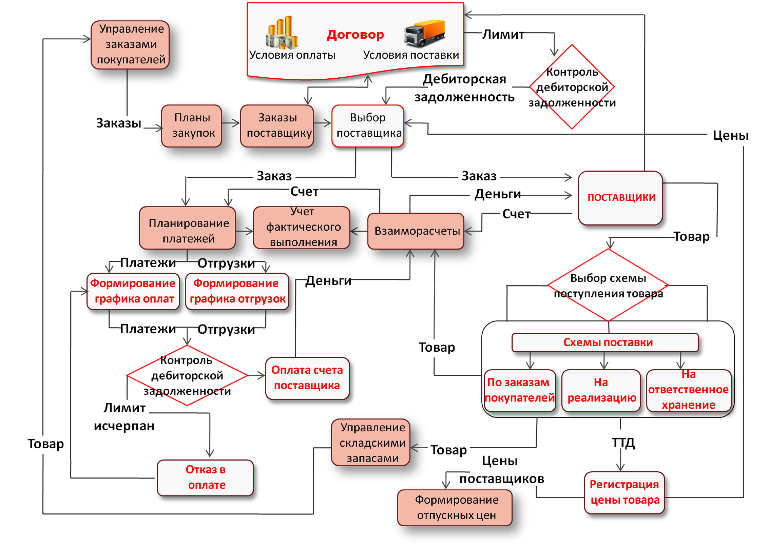 Управление
заказами
покупателей
Договор
Условия оплаты
Условия поставки
Лимит
Контроль
дебиторской
задолженности
Дебиторская
задолженность
Заказы
Планы
закупок
Заказы
поставщику
Выбор
поставщика
Цены
Заказ
Заказ
Счет
Деньги
Счет
ПОСТАВЩИКИ
Планирование
платежей
Учет
фактического
выполнения
Взаиморасчеты
Товар
Платежи
Отгрузки
Деньги
Формирование
графика оплат
Формирование
графика отгрузок
Выбор схемы
поступления товара
Платежи
Отгрузки
Контроль
дебиторской
задолженности
Оплата счета
поставщика
Товар
Схемы поставки
По заказам
покупателей
На
реализацию
На
ответственное
хранение
Лимит
исчерпан
Товар
Управление
складскими
запасами
Товар
ТТД
Отказ в
оплате
Цены
поставщиков
Формирование
отпускных цен
Регистрация
цены товара